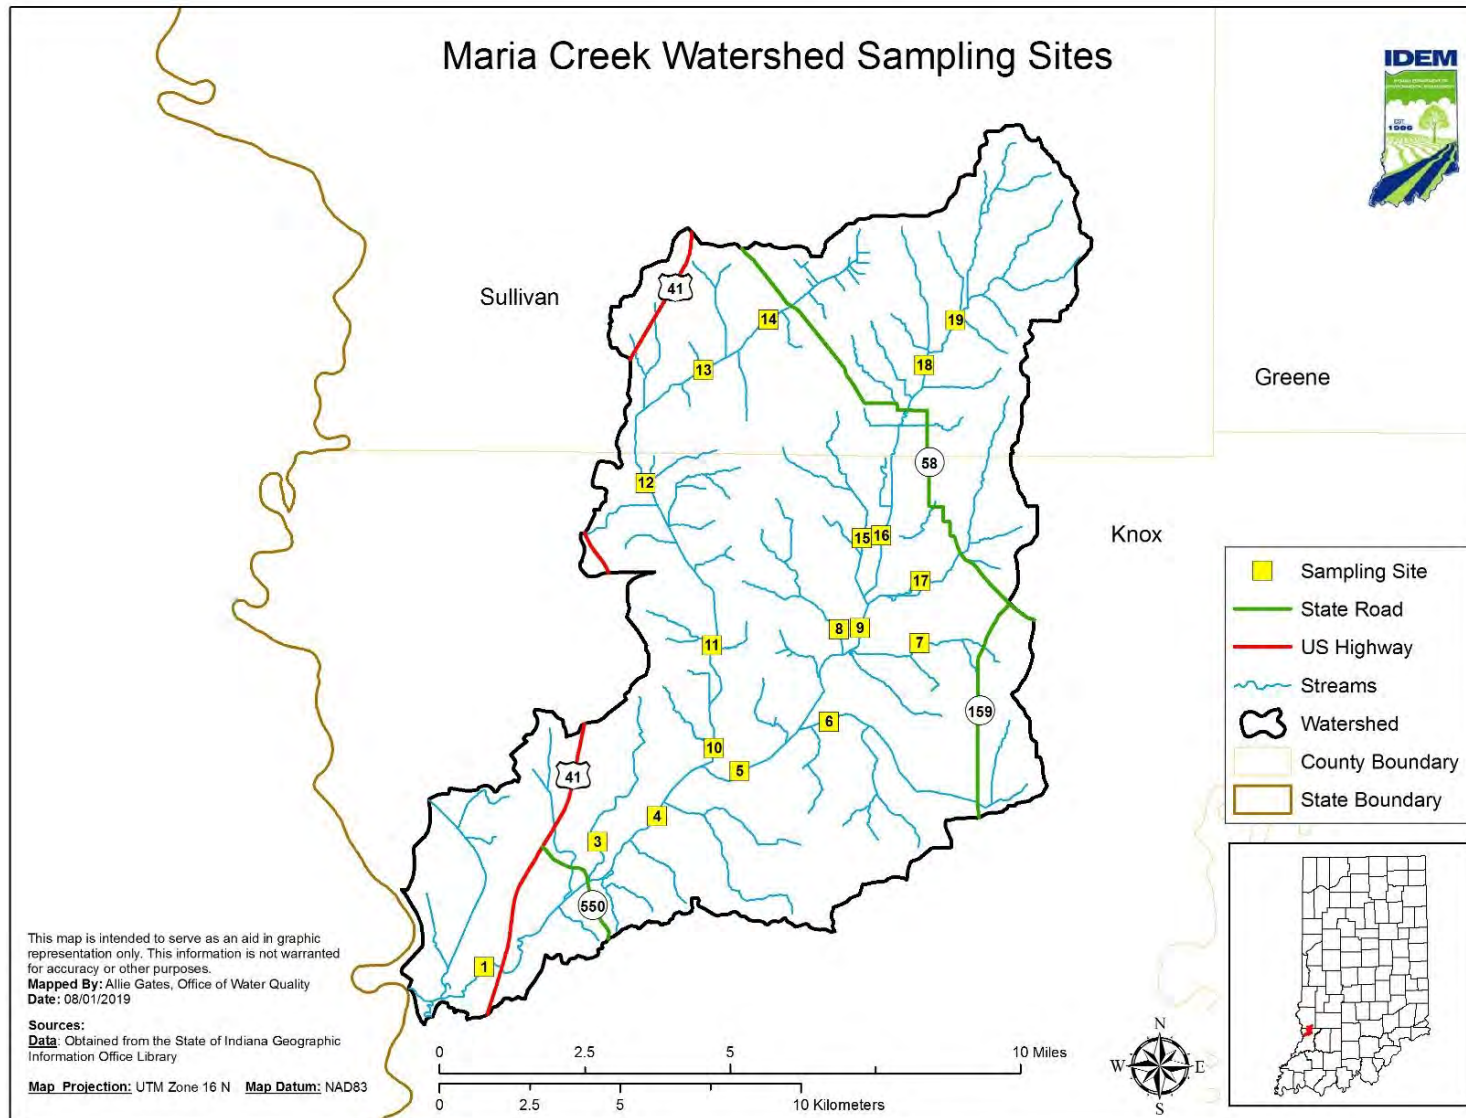 Maria Creek Watershed Sampling Sites
IDEM
EST.
1986
Sullivan
Greene
Knox
41
14
19
13
18
58
12
15
16
17
8
9
11
7
159
6
10
5
41
4
3
550
1
Sampling Site
State Road
US Highway
Streams
Watershed
County Boundary
State Boundary
This map is intended to serve as an aid in graphic
representation only. This information is not warranted
for accuracy or other purposes.
Mapped By: Allie Gates, Office of Water Quality
Date: 08/01/2019
Sources:
Data: Obtained from the State of Indiana Geographic
Information Office Library
Map Projection: UTM Zone 16 N Map Datum: NAD83
0 2.5 5 10 Miles
0 2.5 5 10 Kilometers
N
W E
S